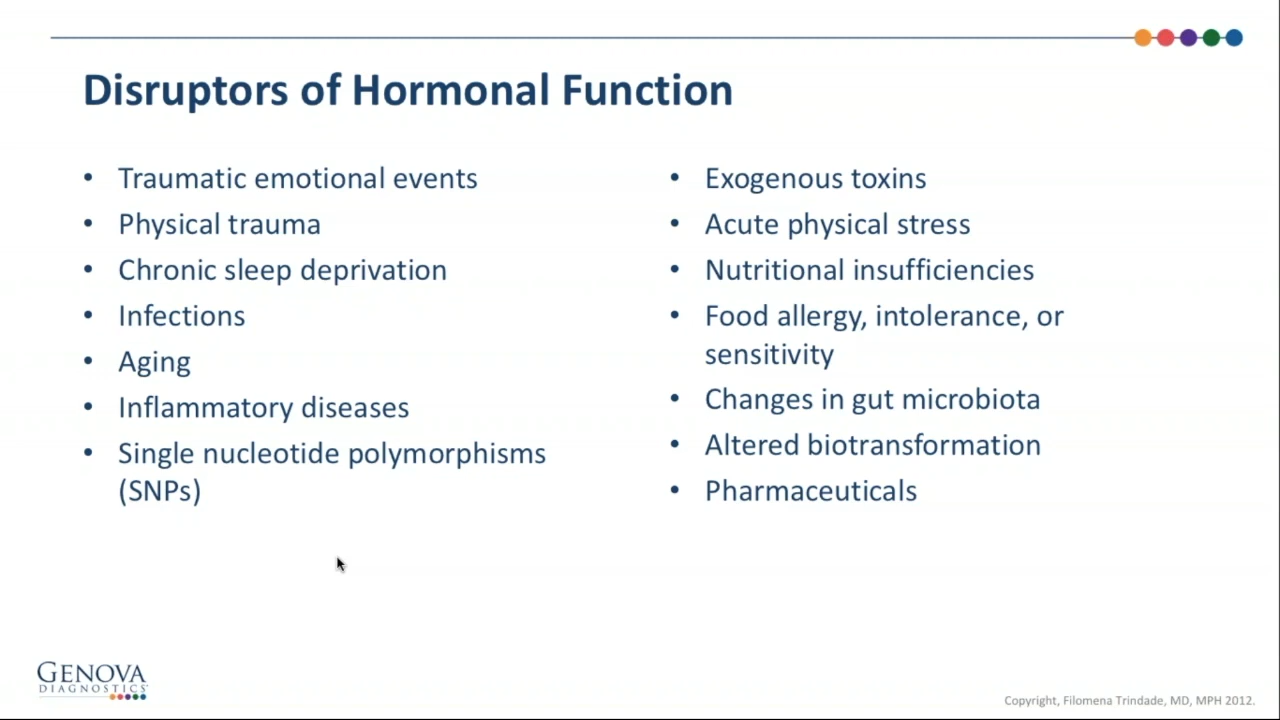 Disruptors of Hormonal Function
• Traumatic emotional events
• Physical trauma
• Chronic sleep deprivation
• Infections
• Aging
• Inflammatory diseases
• Single nucleotide polymorphisms
(SNPs)
• Exogenous toxins
• Acute physical stress
• Nutritional insufficiencies
• Food allergy, intolerance, or
sensitivity
• Changes in gut microbiota
• Altered biotransformation
• Pharmaceuticals
GENOVA
DIAGNOSTICS
Copyright, Filomena Trindade, MD, MPH 2012.